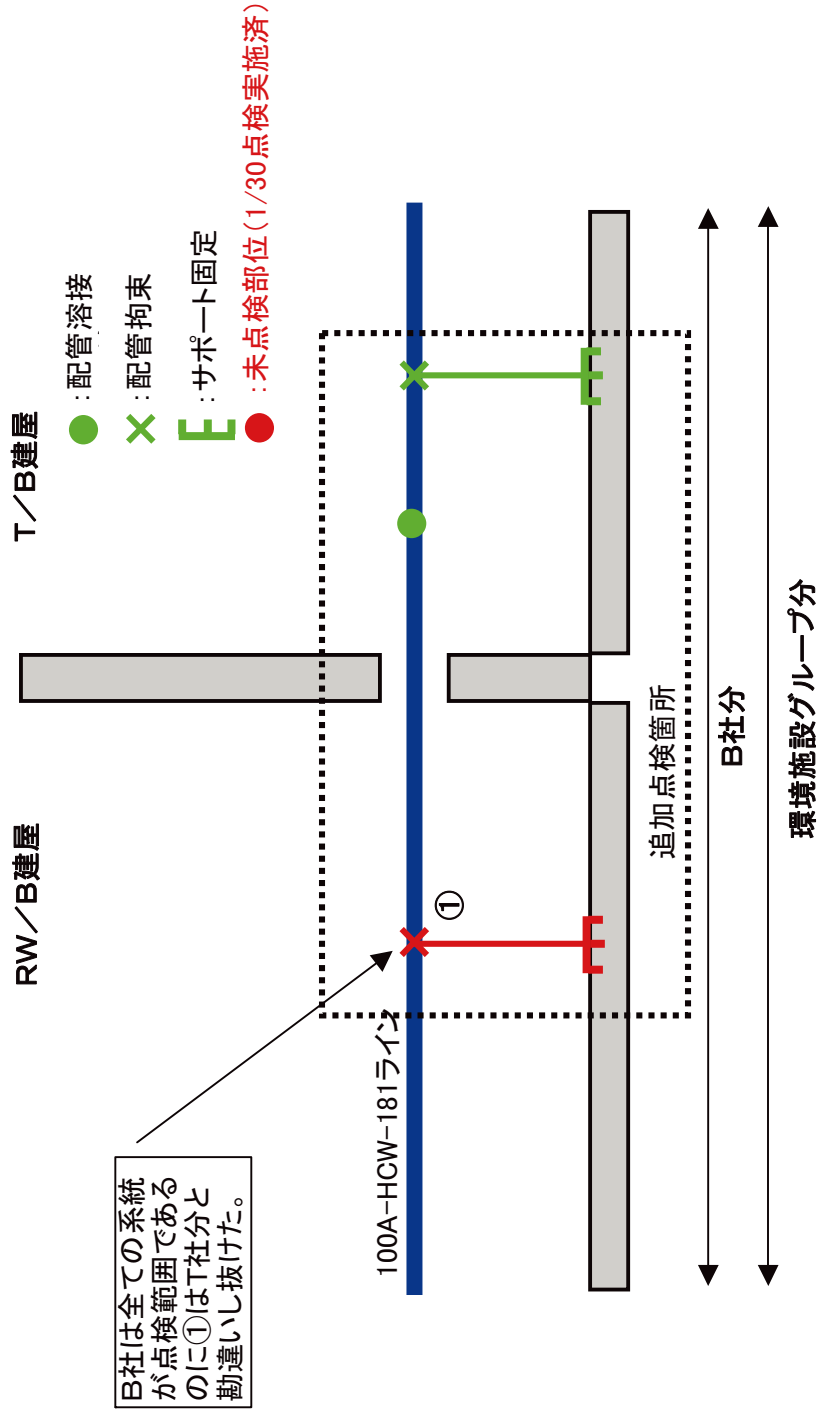 RW/B建屋
T/B建屋
:配管溶接
:配管拘束
:サポート固定
:未点検部位(1/30点検実施済)
B社は全ての系統
が点検範囲である
のに①はT社分と
勘違いし抜けた。
100A-HCW-181ライン
①
追加点検箇所
B社分
環境施設グループ分